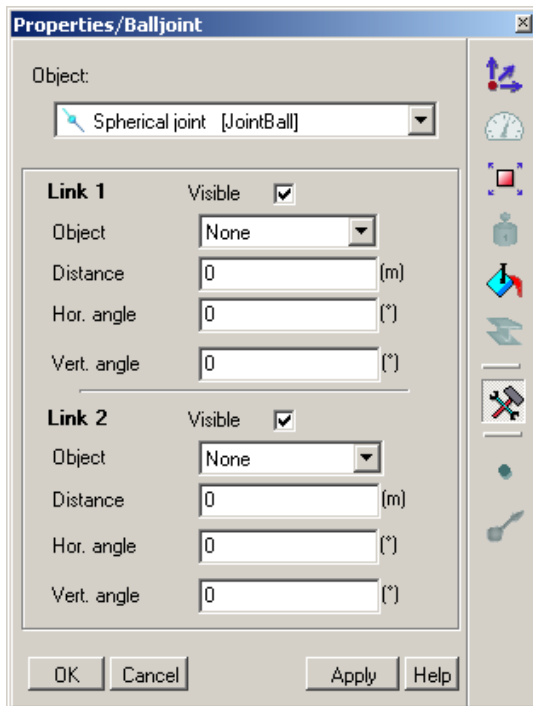 Properties/Balljoint
Object:
Spherical joint [JointBall]
Link 1 Visible
Object None
Distance 0 (m)
Hor. angle 0 (°)
Vert. angle 0 (°)
Link 2 Visible
Object None
Distance 0 (m)
Hor. angle 0 (°)
Vert. angle 0 (°)
OK Cancel Apply Help